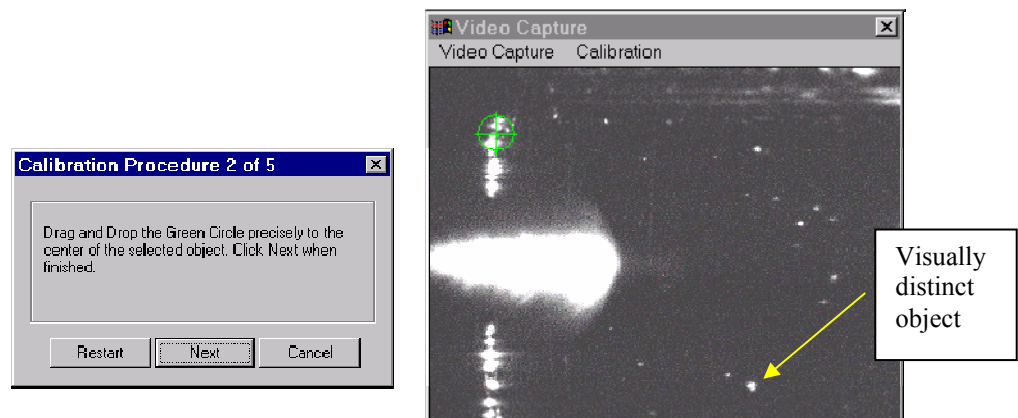 Calibration Procedure 2 of 5
Drag and Drop the Green Circle precisely to the
center of the selected object. Click Next when
finished.
Restart
Next
Cancel
Video Capture
Video Capture
Calibration
Visually
distinct
object